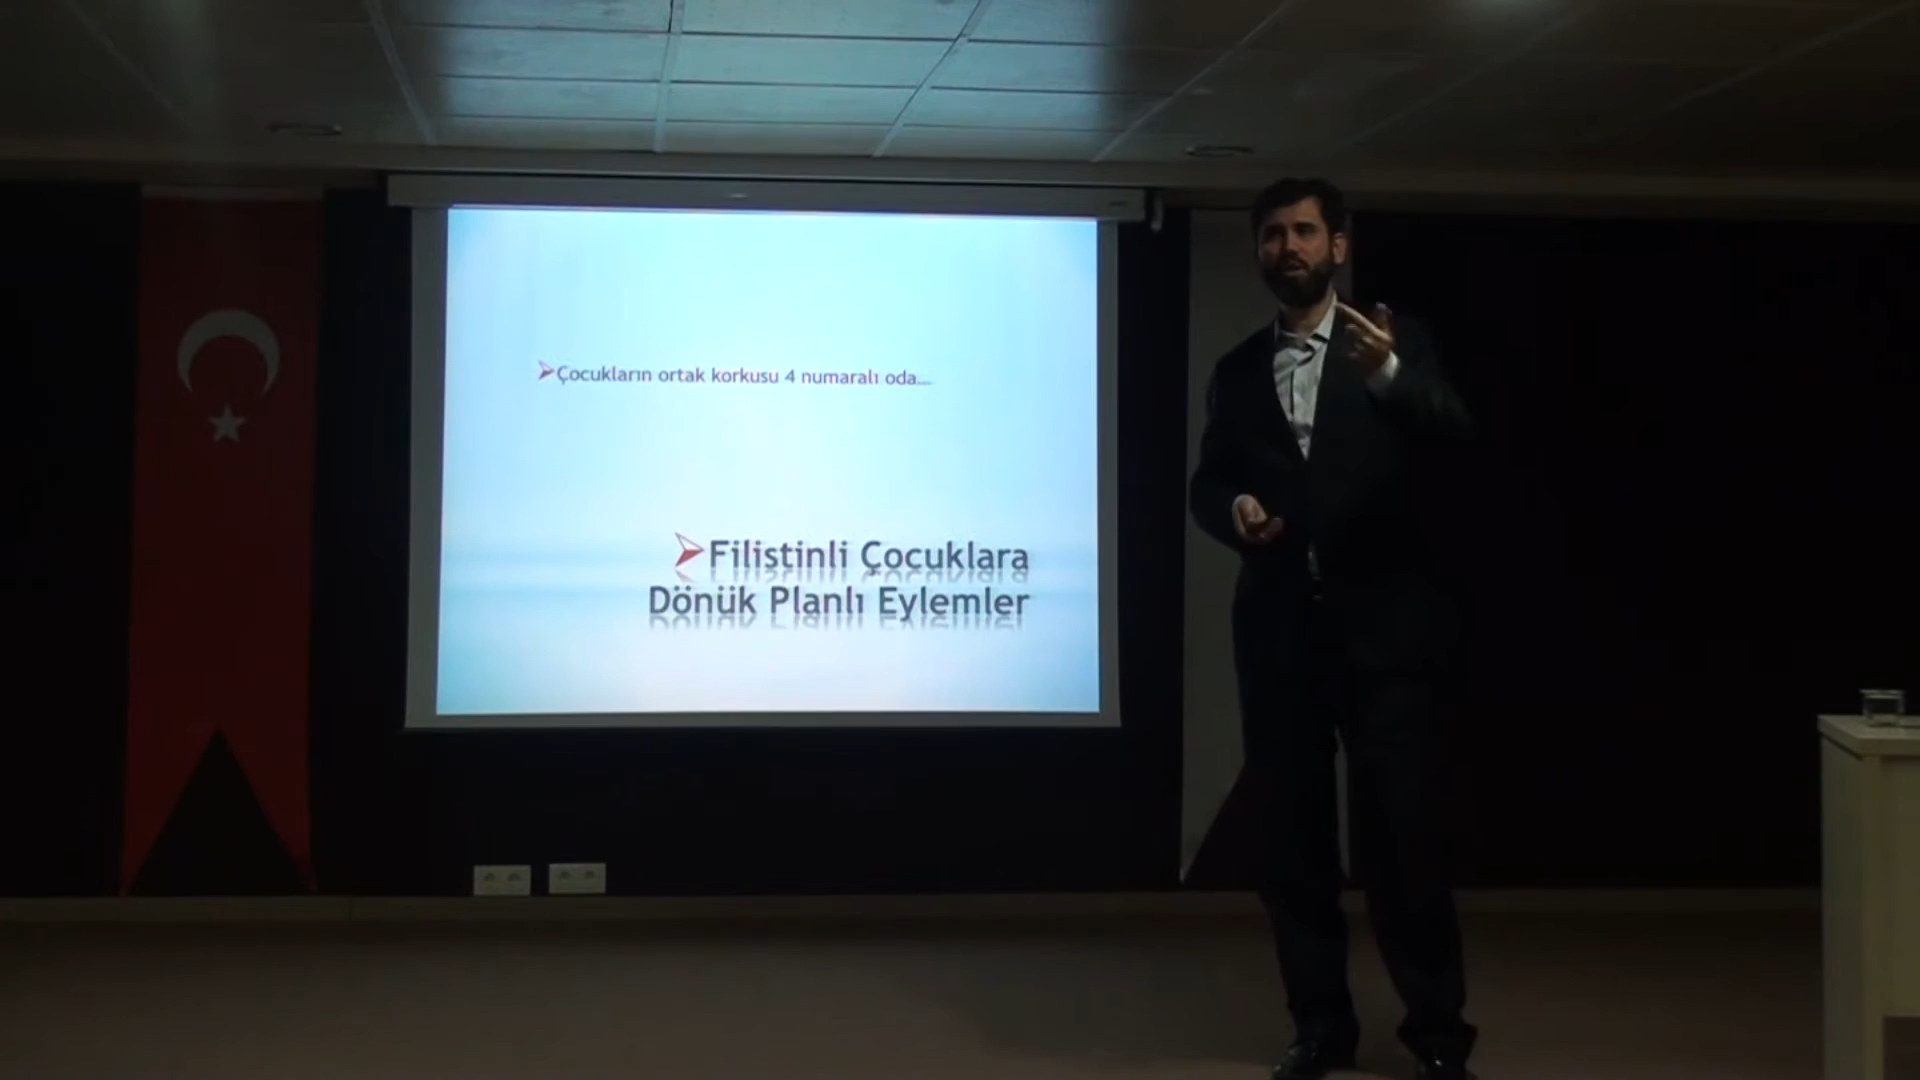 Çocukların ortak korkusu 4 numaralı oda...
Filistinli Çocuklara
Dönük Planlı Eylemler